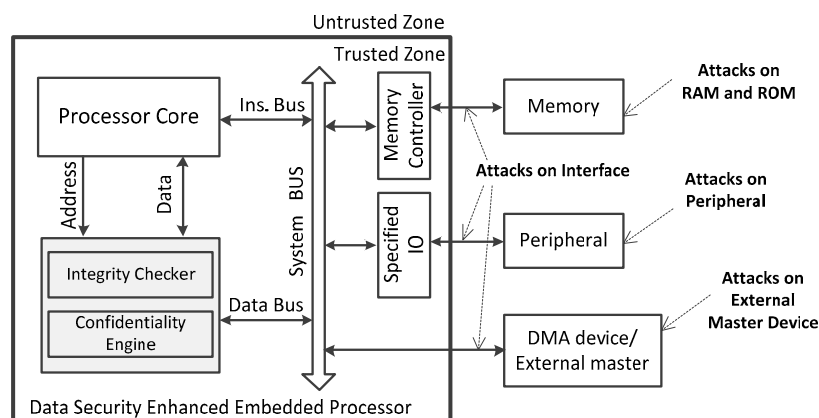 Untrusted Zone
Trusted Zone
Processor Core
Ins. Bus
Address
Data
Integrity Checker
Confidentiality
Engine
Data Bus
System BUS
Memory
Controller
Specified
IO
Memory
Attacks on
RAM and ROM
Attacks on Interface
Peripheral
Attacks on
Peripheral
DMA device/
External master
Attacks on
External
Master Device
Data Security Enhanced Embedded Processor